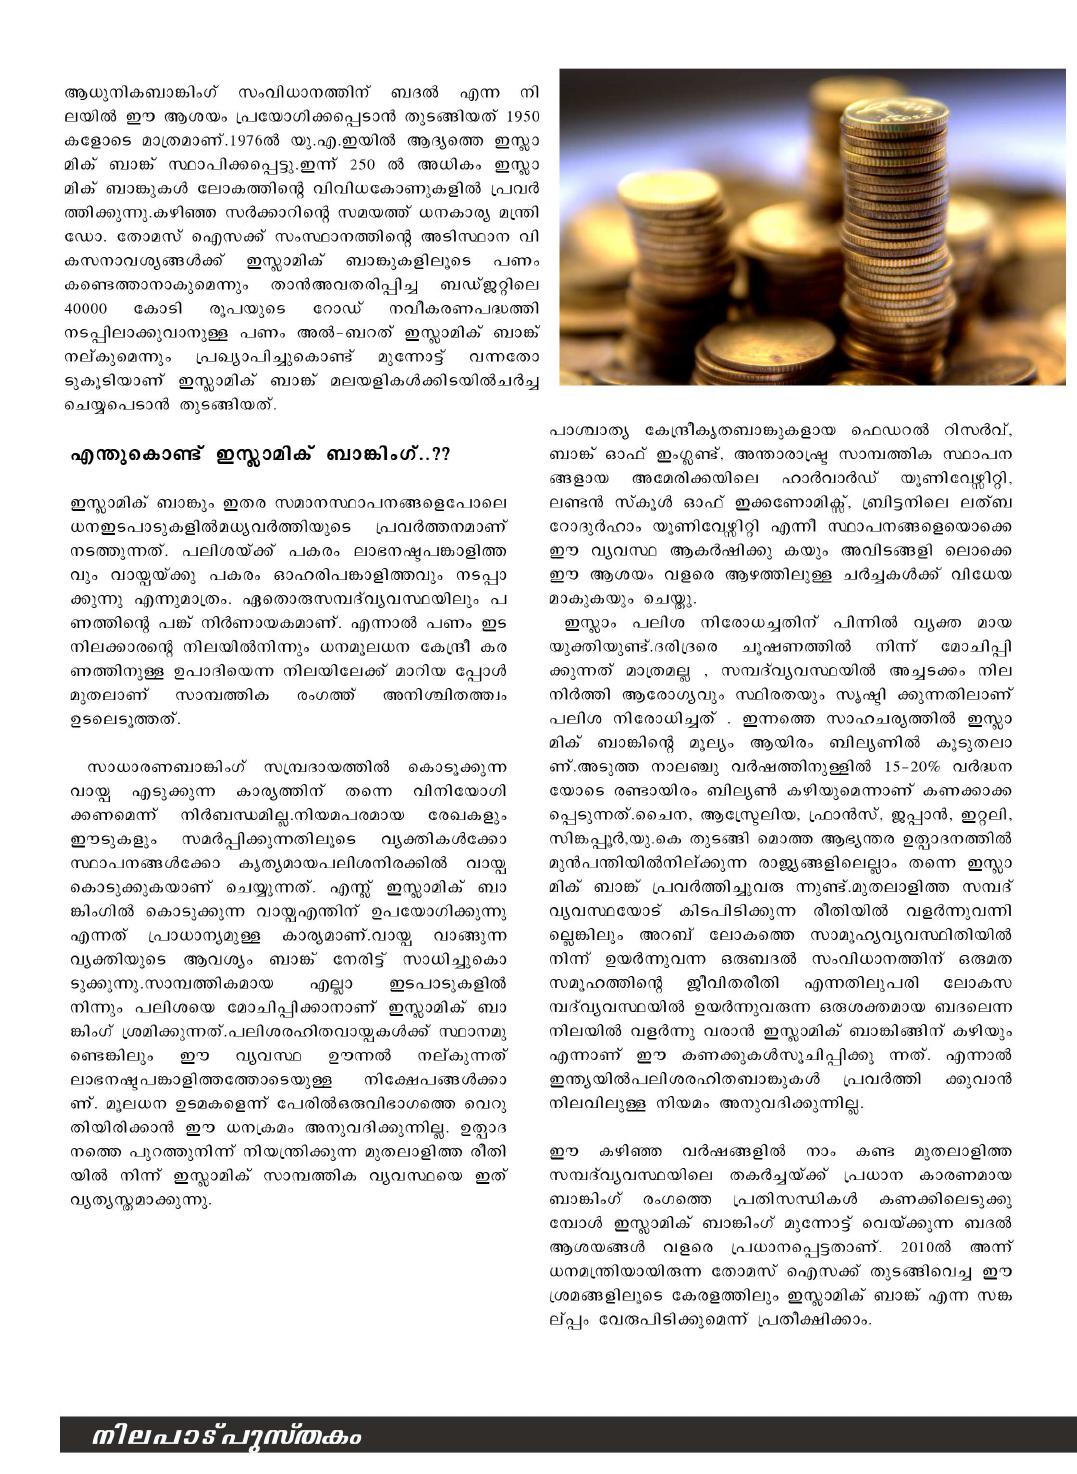 ആധുനികബാങ്കിംഗ് സംവിധാനത്തിന് ബദൽ എന്ന നി
ലയിൽ ഈ ആശയം പ്രയോഗിക്കപ്പെടാൻ തുടങ്ങിയത് 1950
കളോടെ മാത്രമാണ്.1976ൽ യു.എ.ഇയിൽ ആദ്യത്തെ ഇസ്ലാ
മിക് ബാങ്ക് സ്ഥാപിക്കപ്പെട്ടു.ഇന്ന് 250 ൽ അധികം ഇസ്ലാ
മിക് ബാങ്കുകൾ ലോകത്തിന്റെ വിവിധകോണുകളിൽ പ്രവർ
ത്തിക്കുന്നു.കഴിഞ്ഞ സർക്കാറിന്റെ സമയത്ത് ധനകാര്യ മന്ത്രി
ഡോ. തോമസ് ഐസക്ക് സംസ്ഥാനത്തിന്റെ അടിസ്ഥാന വി
കസനാവശ്യങ്ങൾക്ക് ഇസ്ലാമിക് ബാങ്കുകളിലൂടെ പണം
കണ്ടെത്താനാകുമെന്നും താൻഅവതരിപ്പിച്ച ബഡ്ജറ്റിലെ
40000 കോടി രൂപയുടെ റോഡ് നവീകരണപദ്ധതി
നടപ്പിലാക്കുവാനുള്ള പണം അൽ-ബറത് ഇസ്ലാമിക് ബാങ്ക്
നല്കുമെന്നും പ്രഖ്യാപിച്ചുകൊണ്ട് മുന്നോട്ട് വന്നതോ
ടുകൂടിയാണ് ഇസ്ലാമിക് ബാങ്ക് മലയളികൾക്കിടയിൽചർച്ച
ചെയ്യപെടാൻ തുടങ്ങിയത്.
എന്തുകൊണ്ട് ഇസ്ലാമിക് ബാങ്കിംഗ്..??
ഇസ്ലാമിക് ബാങ്കും ഇതര സമാനസ്ഥാപനങ്ങളെപോലെ
ധനഇടപാടുകളിൽമധ്യവർത്തിയുടെ പ്രവർത്തനമാണ്
നടത്തുന്നത്. പലിശയ്ക്ക് പകരം ലാഭനഷ്ടപങ്കാളിത്ത
വും വായ്പയ്ക്കു പകരം ഓഹരിപങ്കാളിത്തവും നടപ്പാ
ക്കുന്നു എന്നുമാത്രം. ഏതൊരുസമ്പദ്‌വ്യവസ്ഥയിലും പ
ണത്തിന്റെ പങ്ക് നിർണായകമാണ്. എന്നാൽ പണം ഇട
നിലക്കാരന്റെ നിലയിൽനിന്നും ധനമൂലധന കേന്ദ്രീ കര
ണത്തിനുള്ള ഉപാദിയെന്ന നിലയിലേക്ക് മാറിയ പ്പോൾ
മുതലാണ് സാമ്പത്തിക രംഗത്ത് അനിശ്ചിതത്ത്വം
ഉടലെടുത്തത്.
സാധാരണബാങ്കിംഗ് സമ്പ്രദായത്തിൽ കൊടുക്കുന്ന
വായ്പ എടുക്കുന്ന കാര്യത്തിന് തന്നെ വിനിയോഗി
ക്കണമെന്ന് നിർബന്ധമില്ല.നിയമപരമായ രേഖകളും
ഈടുകളും സമർപ്പിക്കുന്നതിലൂടെ വ്യക്തികൾക്കോ
സ്ഥാപനങ്ങൾക്കോ കൃത്യമായപലിശനിരക്കിൽ വായ്പ
കൊടുക്കുകയാണ് ചെയ്യുന്നത്. ഇസ്ലാമിക് ബാ
ങ്കിംഗിൽ കൊടുക്കുന്ന വായ്പഎന്തിന് ഉപയോഗിക്കുന്നു
എന്നത് പ്രാധാന്യമുള്ള കാര്യമാണ്.വായ്പ വാങ്ങുന്ന
വ്യക്തിയുടെ ആവശ്യം ബാങ്ക് നേരിട്ട് സാധിച്ചുകൊ
ടുക്കുന്നു.സാമ്പത്തികമായ എല്ലാ ഇടപാടുകളിൽ
നിന്നും പലിശയെ മോചിപ്പിക്കാനാണ് ഇസ്ലാമിക് ബാ
ങ്കിംഗ് ശ്രമിക്കുന്നത്.പലിശരഹിതവായ്പകൾക്ക് സ്ഥാനമു
ണ്ടെങ്കിലും ഈ വ്യവസ്ഥ ഊന്നൽ നല്കുന്നത്
ലാഭനഷ്ടപങ്കാളിത്തത്തോടെയുള്ള നിക്ഷേപങ്ങൾക്കാ
ണ്. മൂലധന ഉടമകളെന്ന് പേരിൽഒരുവിഭാഗത്തെ വെറു
തിയിരിക്കാൻ ഈ ധനക്രമം അനുവദിക്കുന്നില്ല. ഉത്പാദ
നത്തെ പുറത്തുനിന്ന് നിയന്ത്രിക്കുന്ന മുതലാളിത്ത രീതി
യിൽ നിന്ന് ഇസ്ലാമിക് സാമ്പത്തിക വ്യവസ്ഥയെ ഇത്
വ്യത്യസ്തമാക്കുന്നു.
പാശ്ചാത്യ കേന്ദ്രീകൃതബാങ്കുകളായ ഫെഡറൽ റിസർവ്,
ബാങ്ക് ഓഫ് ഇംഗ്ലണ്ട്, അന്താരാഷ്ട്ര സാമ്പത്തിക സ്ഥാപന
ങ്ങളായ അമേരിക്കയിലെ ഹാർവാർഡ് യൂണിവേഴ്സിറ്റി,
ലണ്ടൻ സ്കൂൾ ഓഫ് ഇക്കണോമിക്സ്, ബ്രിട്ടനിലെ ലത്ബ
റോദുർഹാം യൂണിവേഴ്സിറ്റി എന്നീ സ്ഥാപനങ്ങളെയൊക്കെ
ഈ വ്യവസ്ഥ ആകർഷിക്കു കയും അവിടങ്ങളി ലൊക്കെ
ഈ ആശയം വളരെ ആഴത്തിലുള്ള ചർച്ചകൾക്ക് വിധേയ
മാകുകയും ചെയ്തു.
ഇസ്ലാം പലിശ നിരോധച്ചതിന് പിന്നിൽ വ്യക്ത മായ
യുക്തിയുണ്ട്.ദരിദ്രരെ ചൂഷണത്തിൽ നിന്ന് മോചിപ്പി
ക്കുന്നത് മാത്രമല്ല , സമ്പദ്‌വ്യവസ്ഥയിൽ അച്ചടക്കം നില
നിർത്തി ആരോഗ്യവും സ്ഥിരതയും സൃഷ്ടി ക്കുന്നതിലാണ്
പലിശ നിരോധിച്ചത് . ഇന്നത്തെ സാഹചര്യത്തിൽ ഇസ്ലാ
മിക് ബാങ്കിന്റെ മൂല്യം ആയിരം ബില്യണിൽ കൂടുതലാ
ണ്.അടുത്ത നാലഞ്ചു വർഷത്തിനുള്ളിൽ 15-20% വർദ്ധന
യോടെ രണ്ടായിരം ബില്യൺ കഴിയുമെന്നാണ് കണക്കാക്ക
പ്പെടുന്നത്.ചൈന, ആസ്ട്രേലിയ, ഫ്രാൻസ്, ജപ്പാൻ, ഇറ്റലി,
സിങ്കപ്പൂർ,യു.കെ തുടങ്ങി മൊത്ത ആഭ്യന്തര ഉത്പാദനത്തിൽ
മുൻപന്തിയിൽനില്ക്കുന്ന രാജ്യങ്ങളിലെല്ലാം തന്നെ ഇസ്ലാ
മിക് ബാങ്ക് പ്രവർത്തിച്ചുവരു ന്നുണ്ട്.മുതലാളിത്ത സമ്പദ്
വ്യവസ്ഥയോട് കിടപിടിക്കുന്ന രീതിയിൽ വളർന്നുവന്നി
ല്ലെങ്കിലും അറബ് ലോകത്തെ സാമൂഹ്യവ്യവസ്ഥിതിയിൽ
നിന്ന് ഉയർന്നുവന്ന ഒരുബദൽ സംവിധാനത്തിന് ഒരുമത
സമൂഹത്തിന്റെ ജീവിതരീതി എന്നതിലുപരി ലോകസ
മ്പദ്‌വ്യവസ്ഥയിൽ ഉയർന്നുവരുന്ന ഒരുശക്തമായ ബദലെന്ന
നിലയിൽ വളർന്നു വരാൻ ഇസ്ലാമിക് ബാങ്കിങ്ങിന് കഴിയും
എന്നാണ് ഈ കണക്കുകൾസൂചിപ്പിക്കു ന്നത്. എന്നാൽ
ഇന്ത്യയിൽപലിശരഹിതബാങ്കുകൾ പ്രവർത്തി ക്കുവാൻ
നിലവിലുള്ള നിയമം അനുവദിക്കുന്നില്ല.
ഈ കഴിഞ്ഞ വർഷങ്ങളിൽ നാം കണ്ട മുതലാളിത്ത
സമ്പദ്‌വ്യവസ്ഥയിലെ തകർച്ചയ്ക്ക് പ്രധാന കാരണമായ
ബാങ്കിംഗ് രംഗത്തെ പ്രതിസന്ധികൾ കണക്കിലെടുക്കു
മ്പോൾ ഇസ്ലാമിക് ബാങ്കിംഗ് മുന്നോട്ട് വെയ്ക്കുന്ന ബദൽ
ആശയങ്ങൾ വളരെ പ്രധാനപ്പെട്ടതാണ്. 2010ൽ അന്ന്
ധനമന്ത്രിയായിരുന്ന തോമസ് ഐസക്ക് തുടങ്ങിവെച്ച ഈ
ശ്രമങ്ങളിലൂടെ കേരളത്തിലും ഇസ്ലാമിക് ബാങ്ക് എന്ന സങ്ക
ല്പ്പം വേരുപിടിക്കുമെന്ന് പ്രതീക്ഷിക്കാം.
നിലപാട്പുസ്തകം